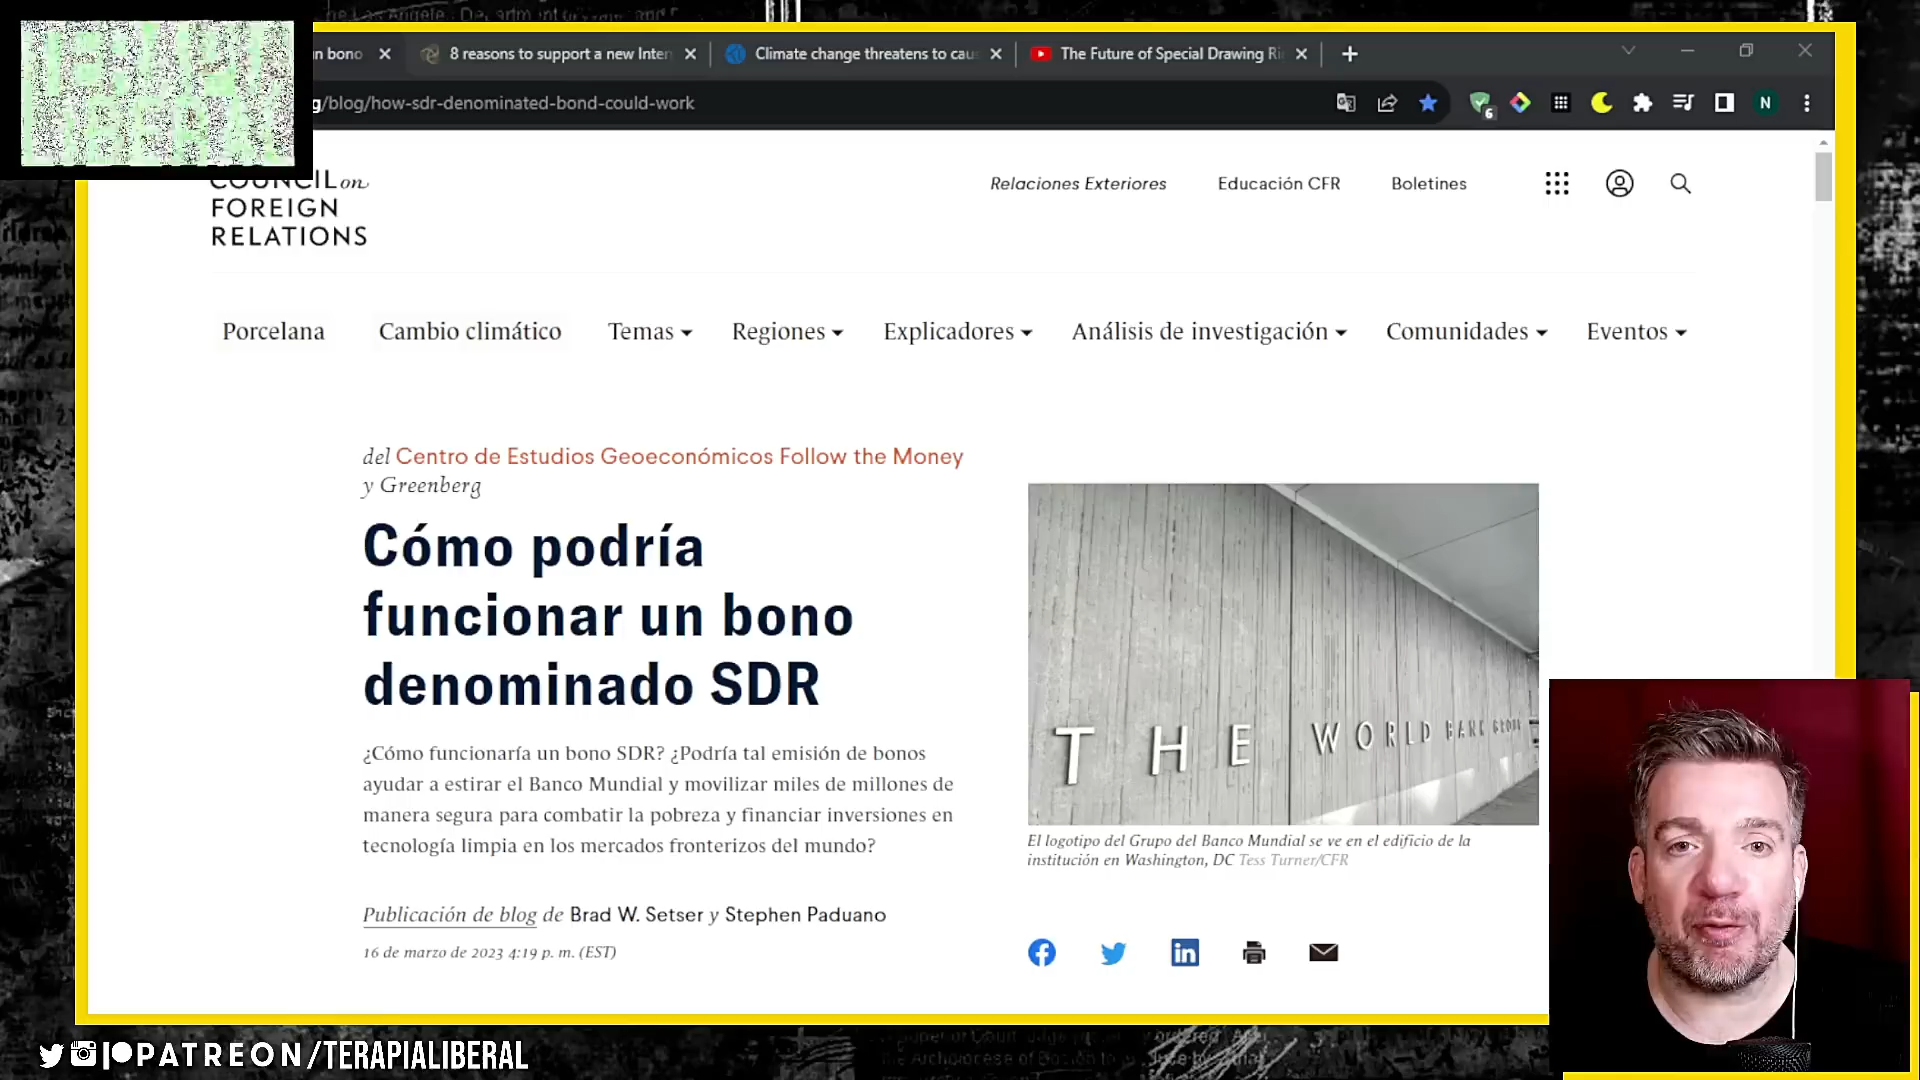 n bono
8 reasons to support a new Inter
Climate change threatens to cau
The Future of Special Drawing Ri
g/blog/how-sdr-denominated-bond-could-work
6
N
COUNCIL on
FOREIGN
RELATIONS
Relaciones Exteriores
Educación CFR
Boletines
Porcelana
Cambio climático
Temas
Regiones
Explicadores
Análisis de investigación
Comunidades
Eventos
del Centro de Estudios Geoeconómicos Follow the Money
y Greenberg
Cómo podría
funcionar un bono
denominado SDR
¿Cómo funcionaría un bono SDR? ¿Podría tal emisión de bonos
ayudar a estirar el Banco Mundial y movilizar miles de millones de
manera segura para combatir la pobreza y financiar inversiones en
tecnología limpia en los mercados fronterizos del mundo?
Publicación de blog de Brad W. Setser y Stephen Paduano
16 de marzo de 2023 4:19 p. m. (EST)
THE WORLD BANK GROUP
El logotipo del Grupo del Banco Mundial se ve en el edificio de la
institución en Washington, DC Tess Turner/CFR
PATREON/TERAPIALIBERAL